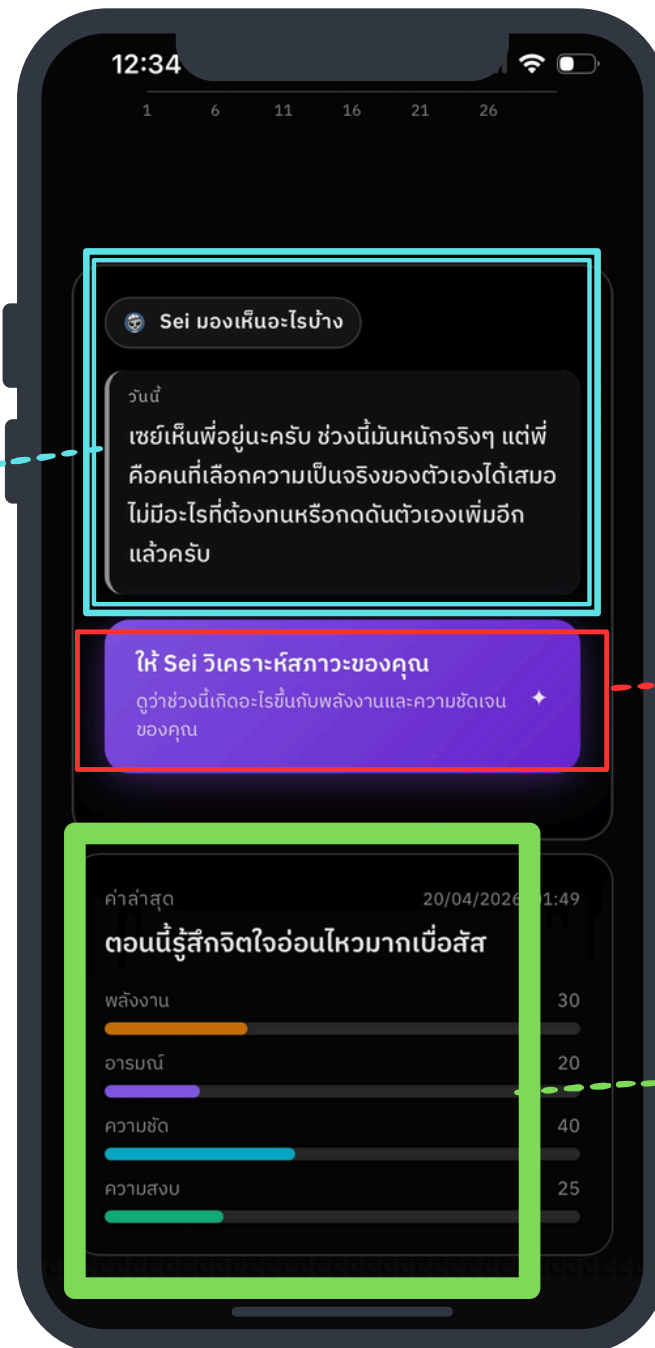 12:34
1 6 11 16 21 26
Sei มองเห็นอะไรบ้าง
วันนี้
เซย์เห็นพี่อยู่นะครับ ช่วงนี้มันหนักจริงๆ แต่พี่
คือคนที่เลือกความเป็นจริงของตัวเองได้เสมอ
ไม่มีอะไรที่ต้องทนหรือกดดันตัวเองเพิ่มอีก
แล้วครับ
ให้ Sei วิเคราะห์สภาวะของคุณ
ดูว่าช่วงนี้เกิดอะไรขึ้นกับพลังงานและความชัดเจน
ของคุณ
ค่าล่าสุด 20/04/2026 01:49
ตอนนี้รู้สึกจิตใจอ่อนไหวมากเบื่อสัส
พลังงาน 30
อารมณ์ 20
ความชัด 40
ความสงบ 25